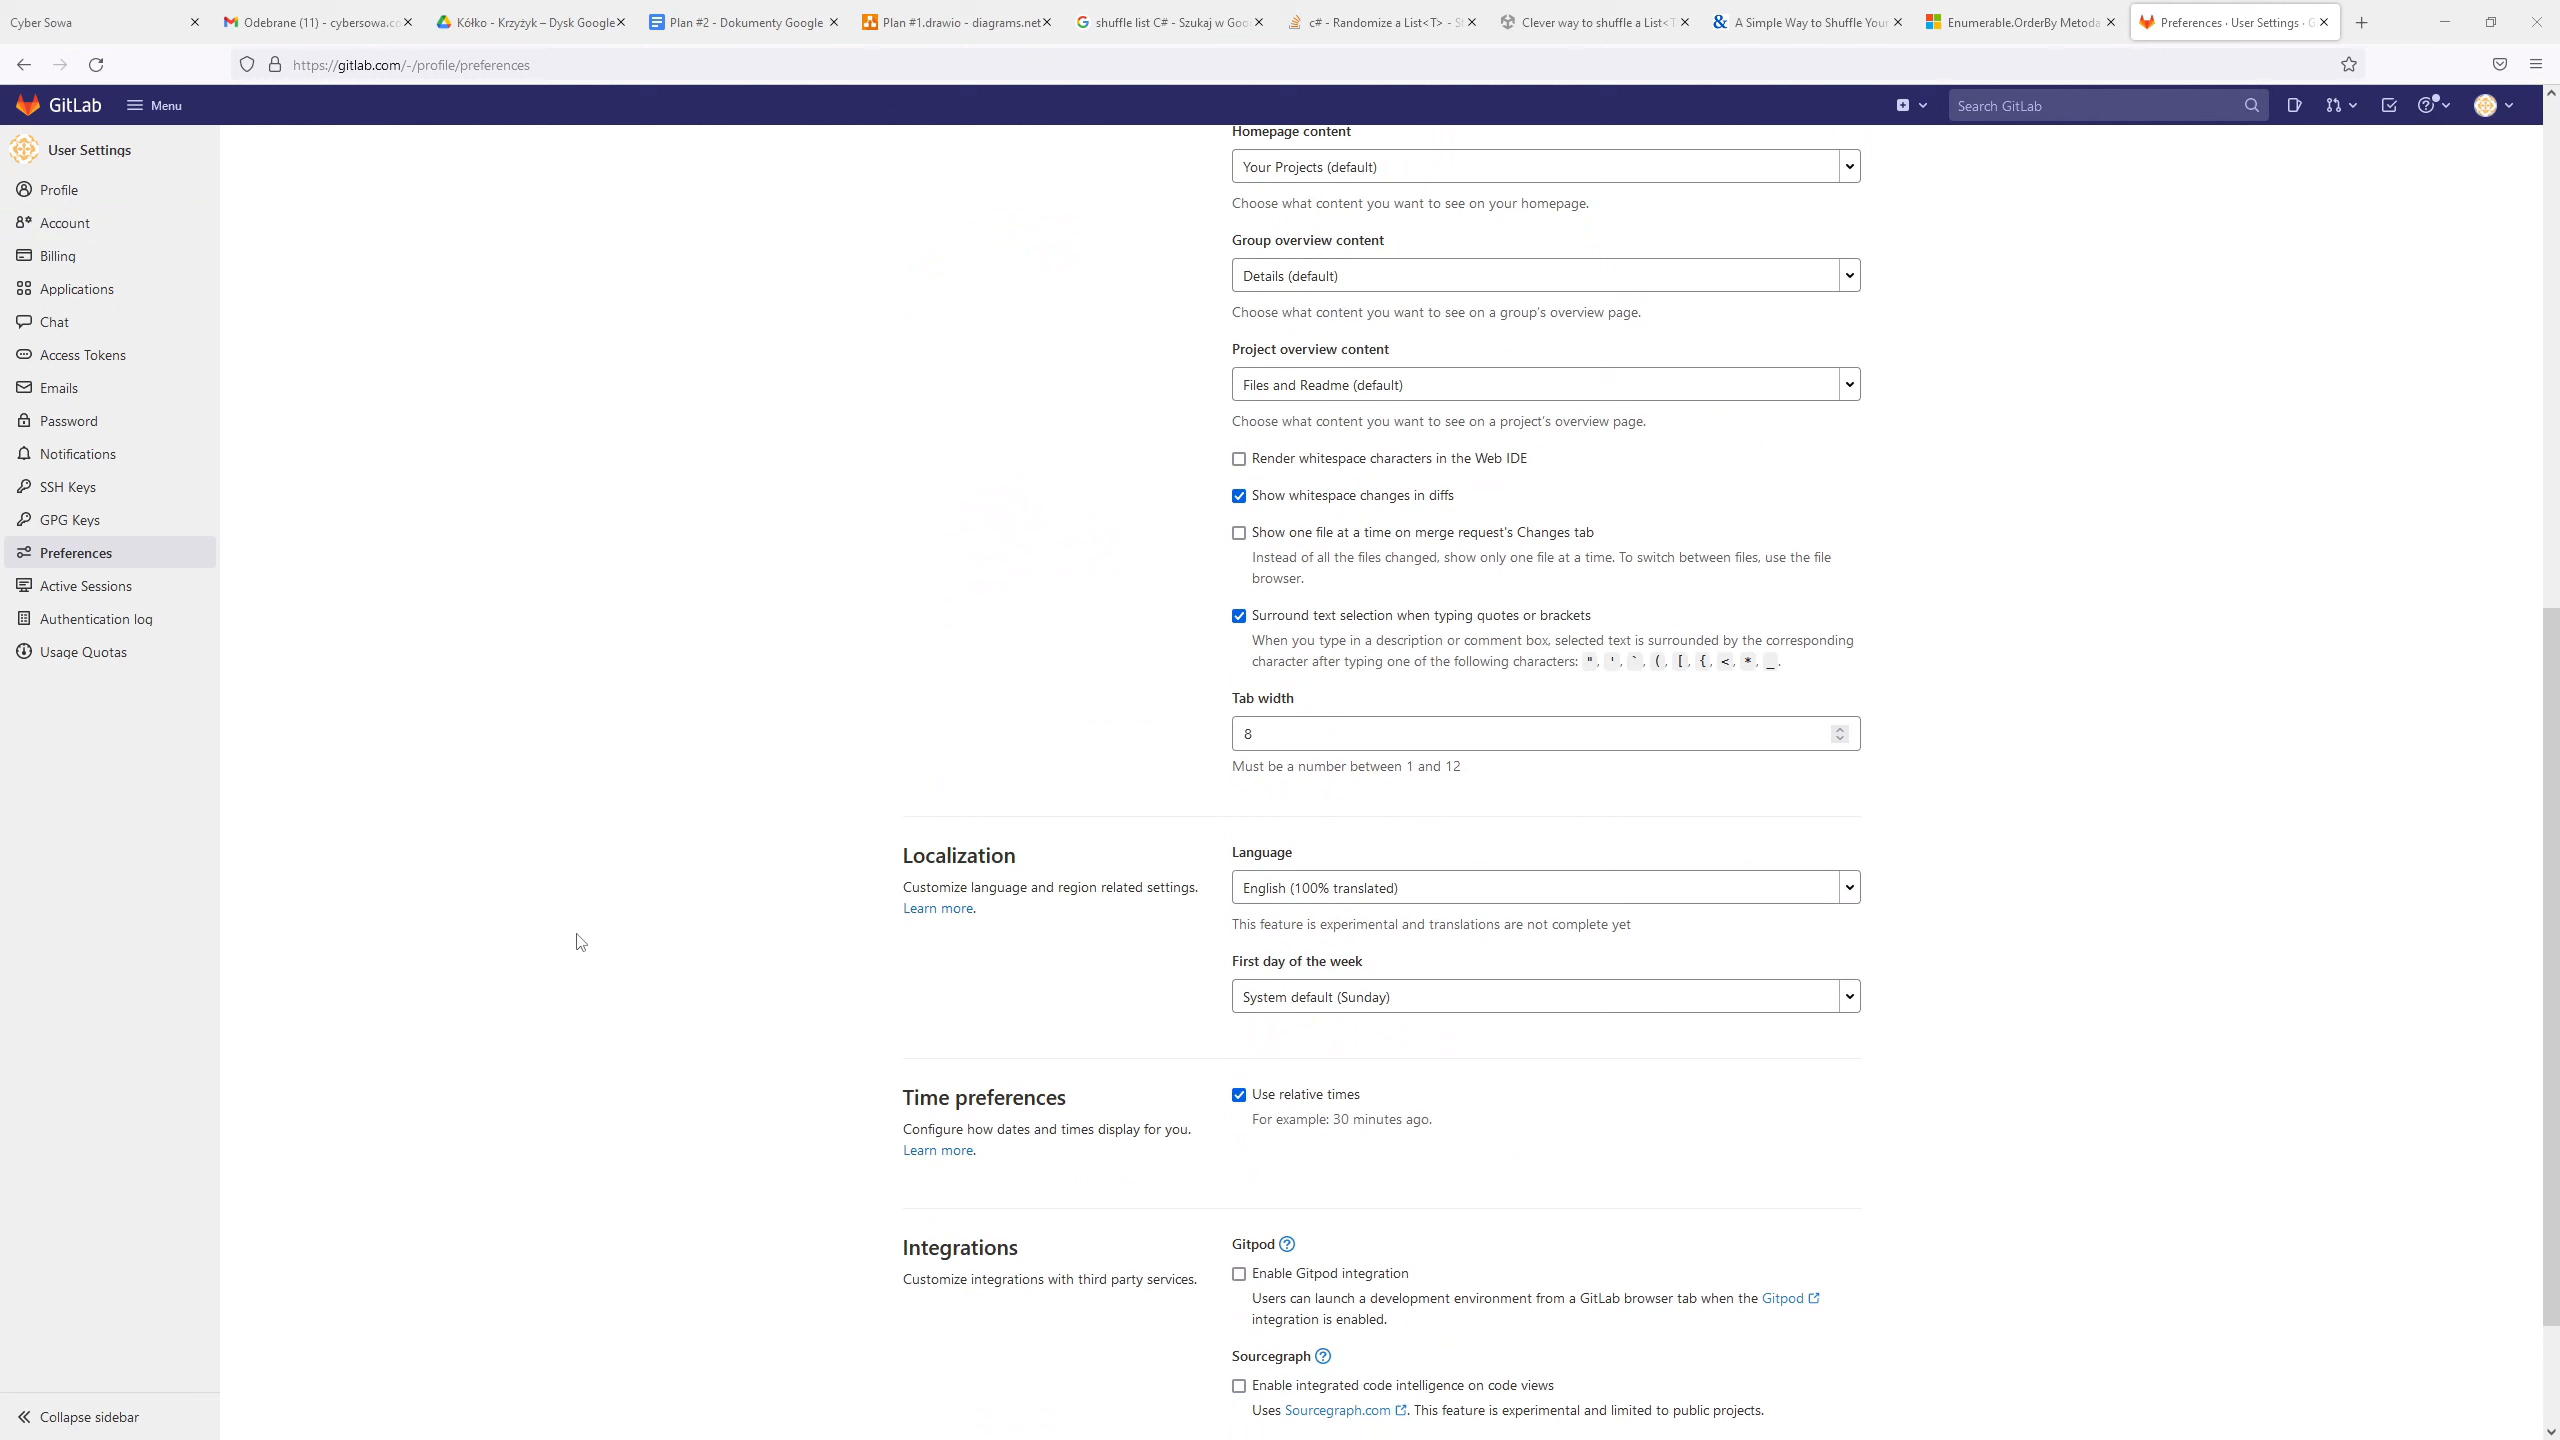 Cyber Sowa
Odebrane (11) - cybersowa.co
Kółko - Krzyżyk – Dysk Google
Plan #2 - Dokumenty Google
Plan #1.drawio - diagrams.net
shuffle list C# - Szukaj w Goo
c# - Randomize a List<T> - S
Clever way to shuffle a List<T
A Simple Way to Shuffle Your
Enumerable.OrderBy Metoda
Preferences · User Settings · G
https://gitlab.com/-/profile/preferences
GitLab
Menu
Search GitLab
User Settings
Profile
Account
Billing
Applications
Chat
Access Tokens
Emails
Password
Notifications
SSH Keys
GPG Keys
Preferences
Active Sessions
Authentication log
Usage Quotas
Collapse sidebar
Homepage content
Your Projects (default)
Choose what content you want to see on your homepage.
Group overview content
Details (default)
Choose what content you want to see on a group’s overview page.
Project overview content
Files and Readme (default)
Choose what content you want to see on a project’s overview page.
Render whitespace characters in the Web IDE
Show whitespace changes in diffs
Show one file at a time on merge request's Changes tab
Instead of all the files changed, show only one file at a time. To switch between files, use the file
browser.
Surround text selection when typing quotes or brackets
When you type in a description or comment box, selected text is surrounded by the corresponding
character after typing one of the following characters: ", ', `, (, [, {, <, *, _.
Tab width
8
Must be a number between 1 and 12
Localization
Customize language and region related settings.
Learn more.
Language
English (100% translated)
This feature is experimental and translations are not complete yet
First day of the week
System default (Sunday)
Time preferences
Configure how dates and times display for you.
Learn more.
Use relative times
For example: 30 minutes ago.
Integrations
Customize integrations with third party services.
Gitpod
Enable Gitpod integration
Users can launch a development environment from a GitLab browser tab when the Gitpod
integration is enabled.
Sourcegraph
Enable integrated code intelligence on code views
Uses Sourcegraph.com. This feature is experimental and limited to public projects.